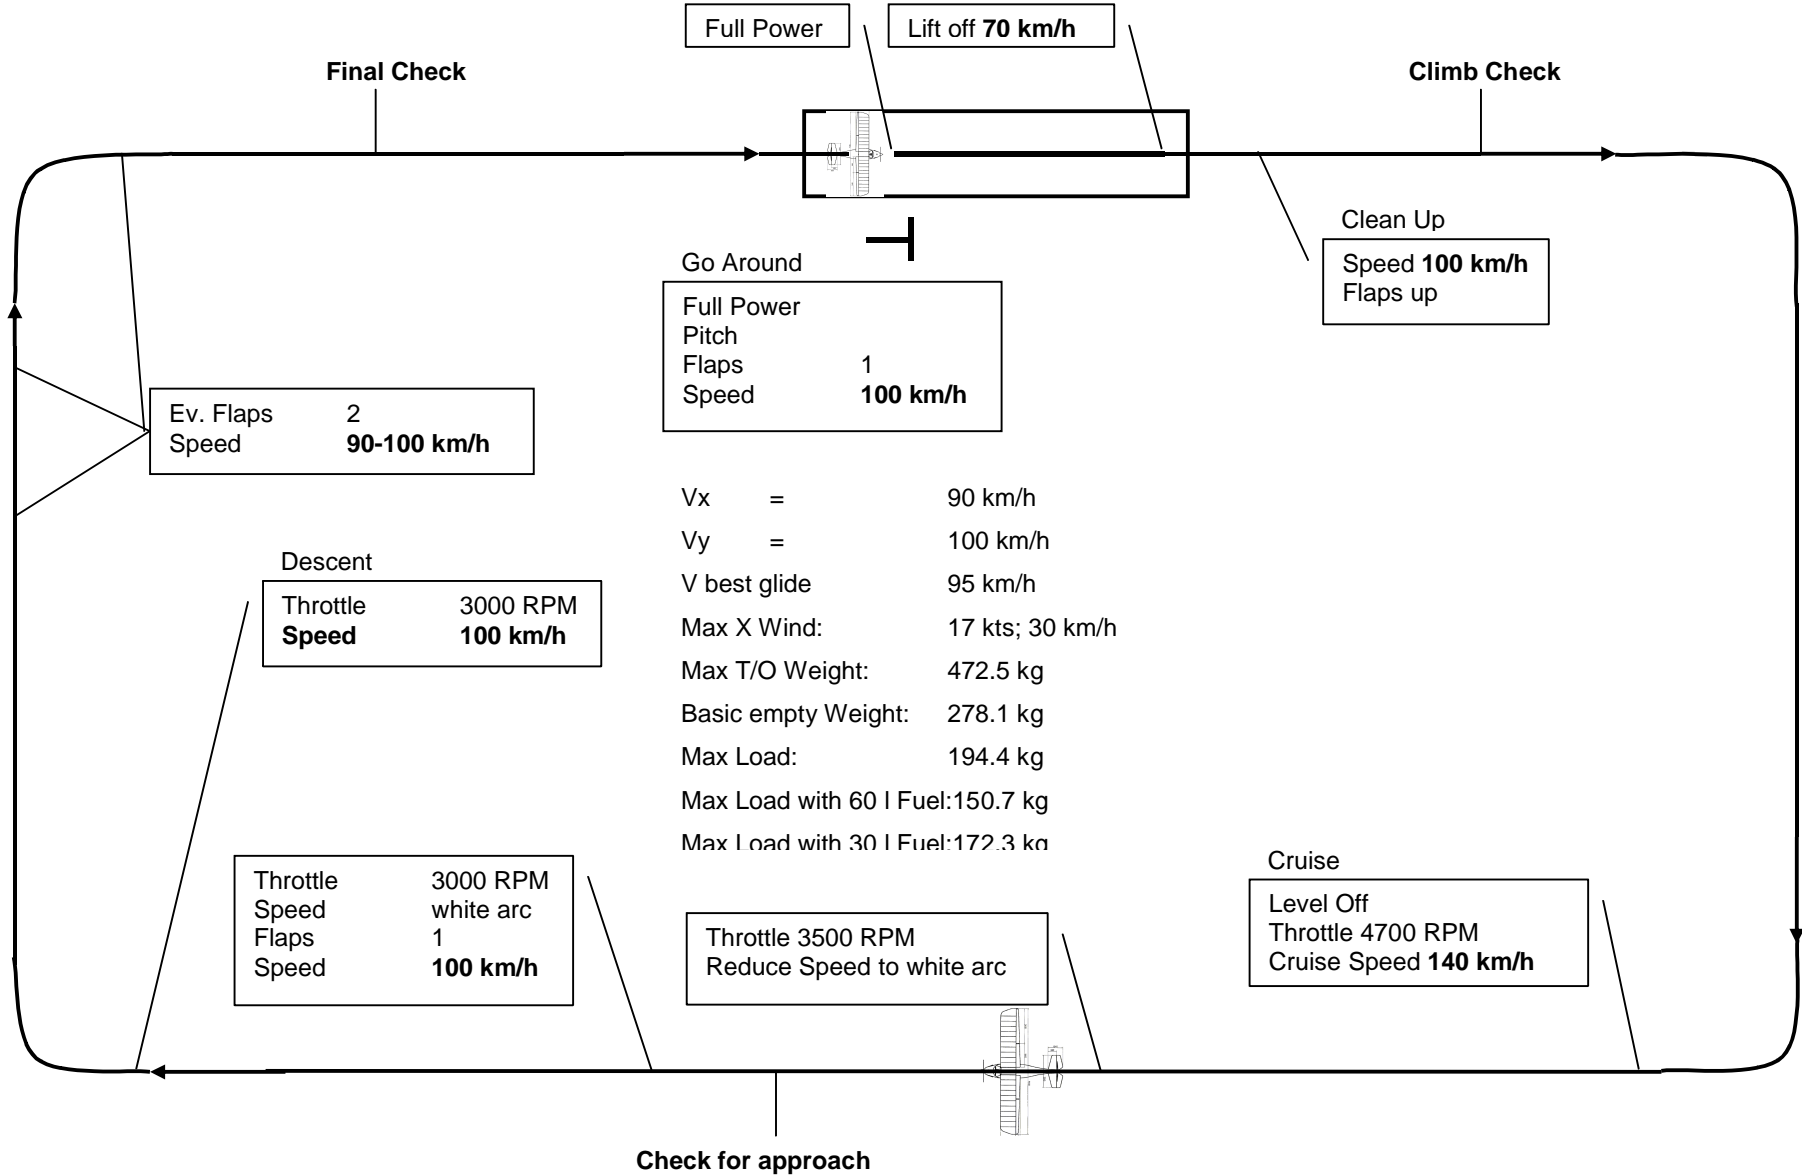 Full Power
Lift off 70 km/h
Final Check
Climb Check
Clean Up
Speed 100 km/h
Flaps up
Go Around
Full Power
Pitch
Flaps 1
Speed 100 km/h
Ev. Flaps 2
Speed 90-100 km/h
Vx = 90 km/h
Vy = 100 km/h
V best glide 95 km/h
Max X Wind: 17 kts; 30 km/h
Max T/O Weight: 472.5 kg
Basic empty Weight: 278.1 kg
Max Load: 194.4 kg
Max Load with 60 l Fuel:150.7 kg
Max Load with 30 l Fuel:172.3 kg
Descent
Throttle 3000 RPM
Speed 100 km/h
Throttle 3000 RPM
Speed white arc
Flaps 1
Speed 100 km/h
Throttle 3500 RPM
Reduce Speed to white arc
Cruise
Level Off
Throttle 4700 RPM
Cruise Speed 140 km/h
Check for approach